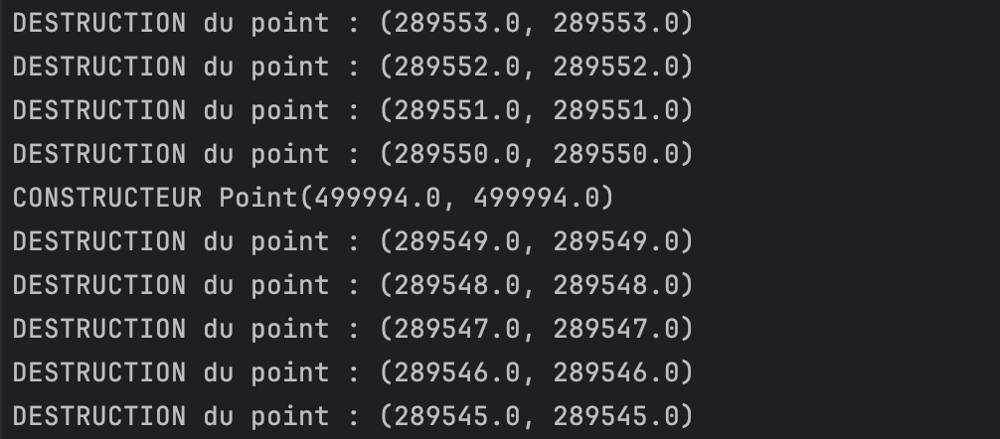 DESTRUCTION du point : (289553.0, 289553.0)
DESTRUCTION du point : (289552.0, 289552.0)
DESTRUCTION du point : (289551.0, 289551.0)
DESTRUCTION du point : (289550.0, 289550.0)
CONSTRUCTEUR Point(499994.0, 499994.0)
DESTRUCTION du point : (289549.0, 289549.0)
DESTRUCTION du point : (289548.0, 289548.0)
DESTRUCTION du point : (289547.0, 289547.0)
DESTRUCTION du point : (289546.0, 289546.0)
DESTRUCTION du point : (289545.0, 289545.0)